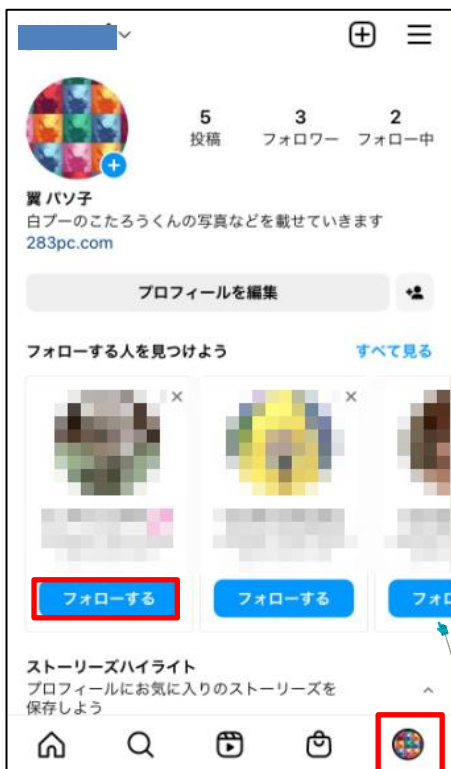 5 3 2
投稿 フォロワー フォロー中
翼 パソ子
白プーのこたろうくんの写真などを載せていきます
283pc.com
プロフィールを編集
フォローする人を見つけよう すべて見る
フォローする フォローする フォロ
ストーリーズハイライト
プロフィールにお気に入りのストーリーズを
保存しよう